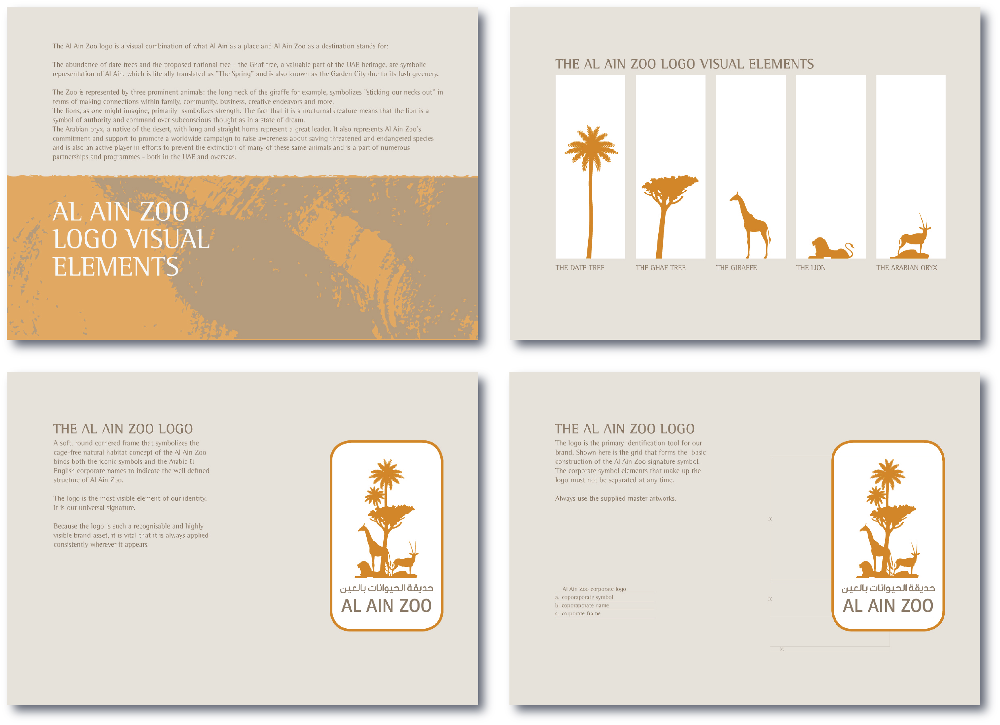 The Al Ain Zoo logo is a visual combination of what Al Ain as a place and Al Ain Zoo as a destination stands for:
The abundance of date trees and the proposed national tree - the Ghaf tree, a valuable part of the UAE heritage, are symbolic
representation of Al Ain, which is literally translated as "The Spring" and is also known as the Garden City due to its lush greenery.
The Zoo is represented by three prominent animals: the long neck of the giraffe for example, symbolizes "sticking our necks out" in
terms of making connections within family, community, business, creative endeavors and more.
The lions, as one might imagine, primarily symbolizes strength. The fact that it is a nocturnal creature means that the lion is a
symbol of authority and command over subconscious thought as in a state of dream.
The Arabian oryx, a native of the desert, with long and straight horns represent a great leader. It also represents Al Ain Zoo's
commitment and support to promote a worldwide campaign to raise awareness about saving threatened and endangered species
and is also an active player in efforts to prevent the extinction of many of these same animals and is a part of numerous
partnerships and programmes - both in the UAE and overseas.
AL AIN ZOO
LOGO VISUAL
ELEMENTS
THE AL AIN ZOO LOGO VISUAL ELEMENTS
THE DATE TREE
THE GHAF TREE
THE GIRAFFE
THE LION
THE ARABIAN ORYX
THE AL AIN ZOO LOGO
A soft, round cornered frame that symbolizes the
cage-free natural habitat concept of the Al Ain Zoo
binds both the iconic symbols and the Arabic &
English corporate names to indicate the well defined
structure of Al Ain Zoo.
The logo is the most visible element of our identity.
It is our universal signature.
Because the logo is such a recognisable and highly
visible brand asset, it is vital that it is always applied
consistently wherever it appears.
حديقة الحيوانات بالعين
AL AIN ZOO
THE AL AIN ZOO LOGO
The logo is the primary identification tool for our
brand. Shown here is the grid that forms the basic
construction of the Al Ain Zoo signature symbol.
The corporate symbol elements that make up the
logo must not be separated at any time.
Always use the supplied master artworks.
Al Ain Zoo corporate logo
a. coporaporate symbol
b. coporaporate name
c. corporate frame
a
b
c
حديقة الحيوانات بالعين
AL AIN ZOO